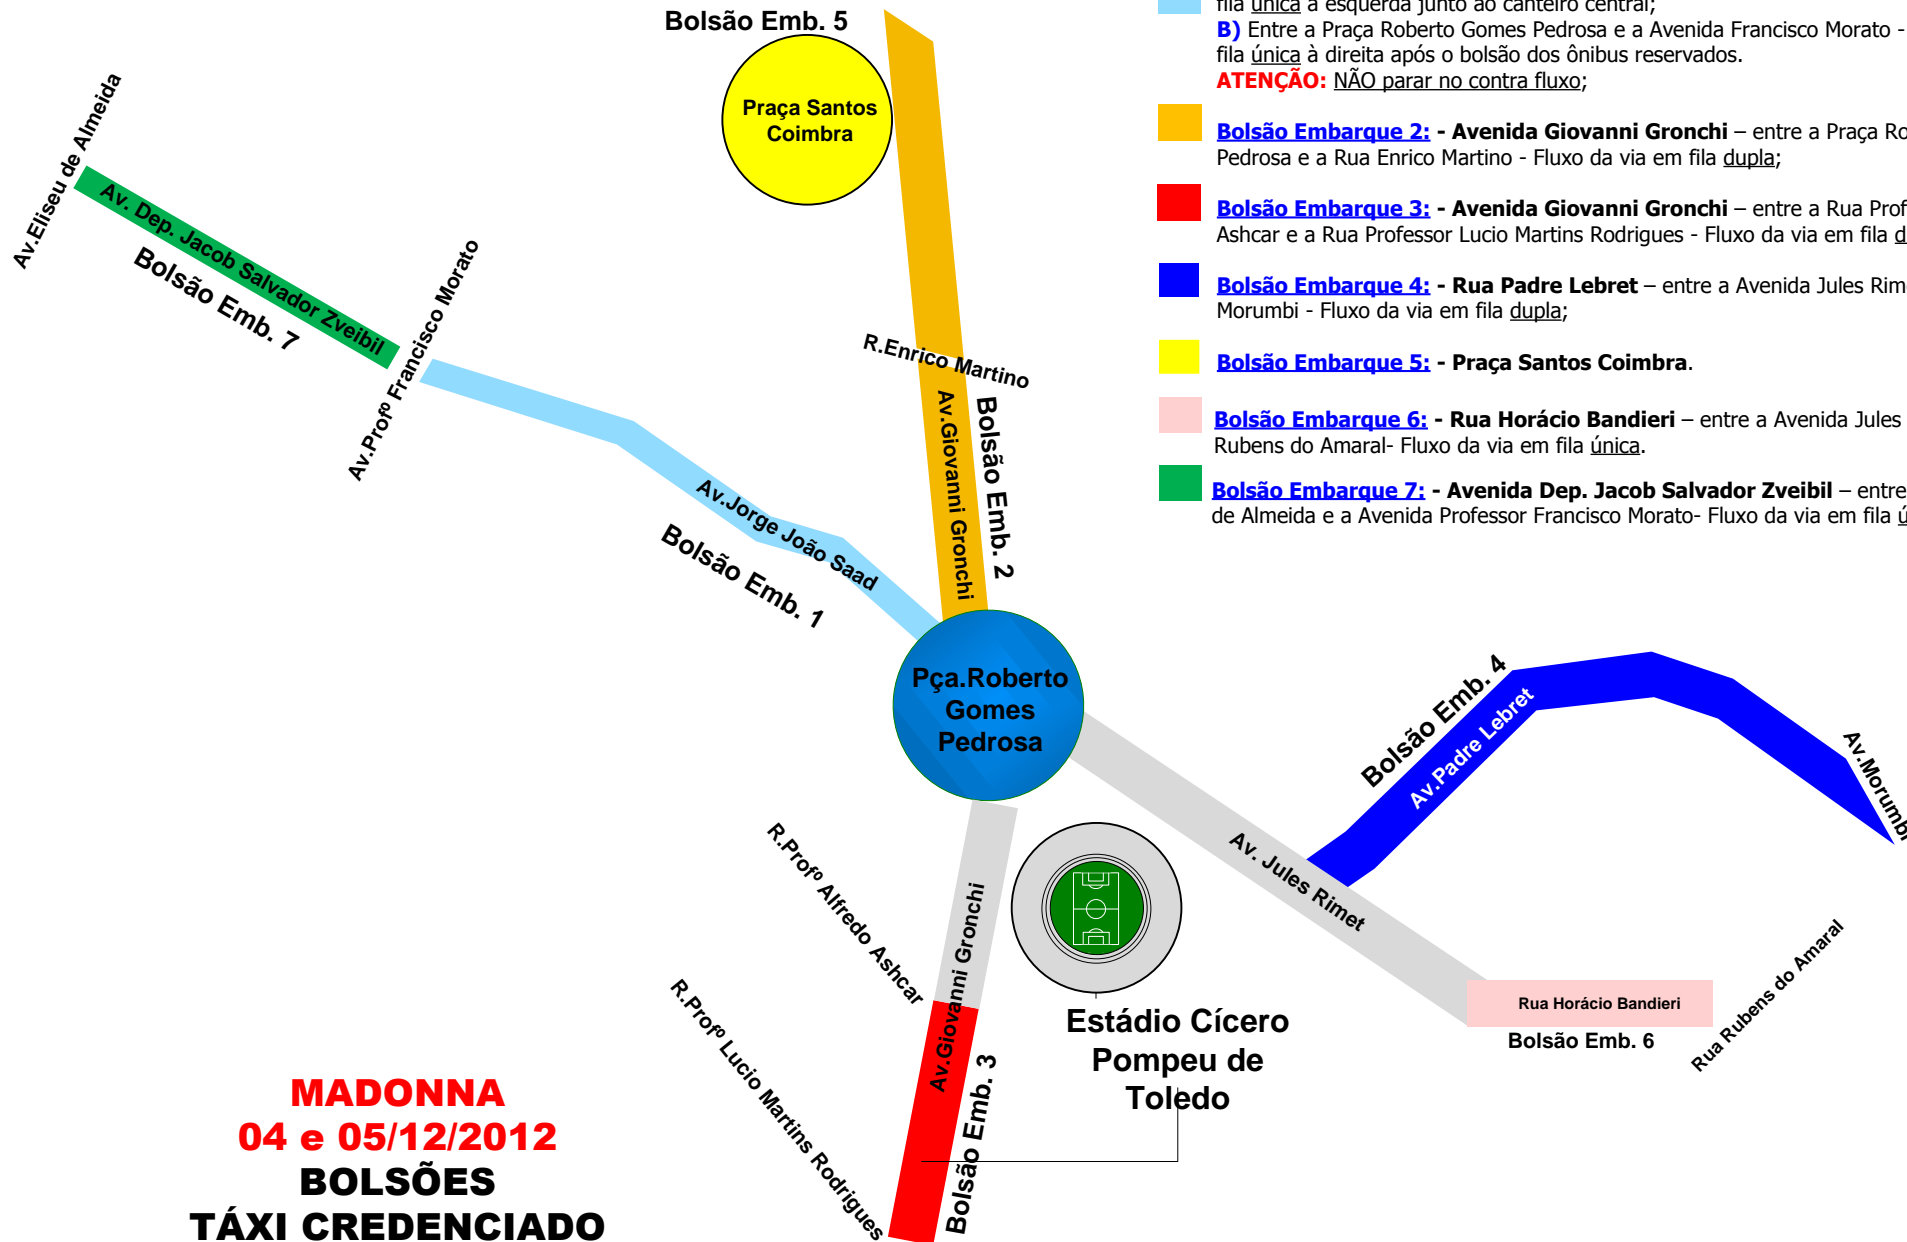 fila única à esquerda junto ao canteiro central;
B) Entre a Praça Roberto Gomes Pedrosa e a Avenida Francisco Morato -
fila única à direita após o bolsão dos ônibus reservados.
ATENÇÃO: NÃO parar no contra fluxo;
Bolsão Embarque 2: - Avenida Giovanni Gronchi – entre a Praça Ro
Pedrosa e a Rua Enrico Martino - Fluxo da via em fila dupla;
Bolsão Embarque 3: - Avenida Giovanni Gronchi – entre a Rua Prof
Ashcar e a Rua Professor Lucio Martins Rodrigues - Fluxo da via em fila d
Bolsão Embarque 4: - Rua Padre Lebret – entre a Avenida Jules Rim
Morumbi - Fluxo da via em fila dupla;
Bolsão Embarque 5: - Praça Santos Coimbra.
Bolsão Embarque 6: - Rua Horácio Bandieri – entre a Avenida Jules
Rubens do Amaral- Fluxo da via em fila única.
Bolsão Embarque 7: - Avenida Dep. Jacob Salvador Zveibil – entre
de Almeida e a Avenida Professor Francisco Morato- Fluxo da via em fila ú
Bolsão Emb. 5
Praça Santos
Coimbra
Av.Eliseu de Almeida
Av. Dep. Jacob Salvador Zveibil
Bolsão Emb. 7
Av.Profº Francisco Morato
R.Enrico Martino
Av.Giovanni Gronchi
Bolsão Emb. 2
Av.Jorge João Saad
Bolsão Emb. 1
Pça.Roberto
Gomes
Pedrosa
Bolsão Emb. 4
Av.Padre Lebret
Av.Morumbi
Av. Jules Rimet
R.Profº Alfredo Ashcar
Av.Giovanni Gronchi
R.Profº Lucio Martins Rodrigues
Bolsão Emb. 3
Estádio Cícero
Pompeu de
Toledo
Rua Horácio Bandieri
Bolsão Emb. 6
Rua Rubens do Amaral
MADONNA
04 e 05/12/2012
BOLSÕES
TÁXI CREDENCIADO